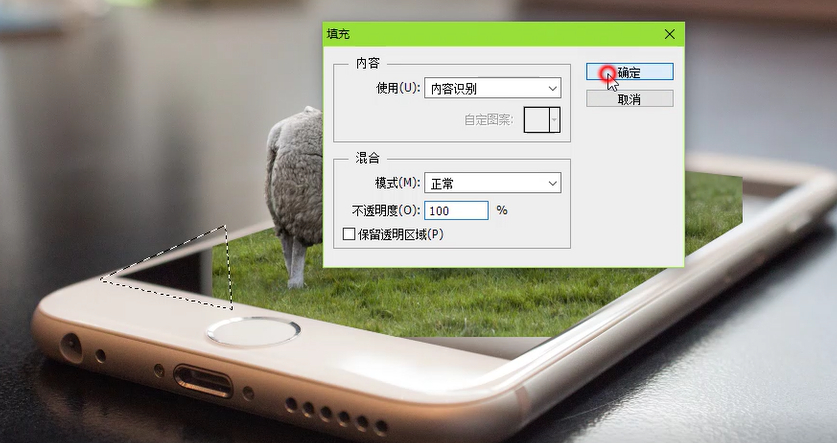 填充
内容
使用(U): 内容识别
自定图案:
混合
模式(M): 正常
不透明度(O): 100 %
保留透明区域(P)
确定
取消